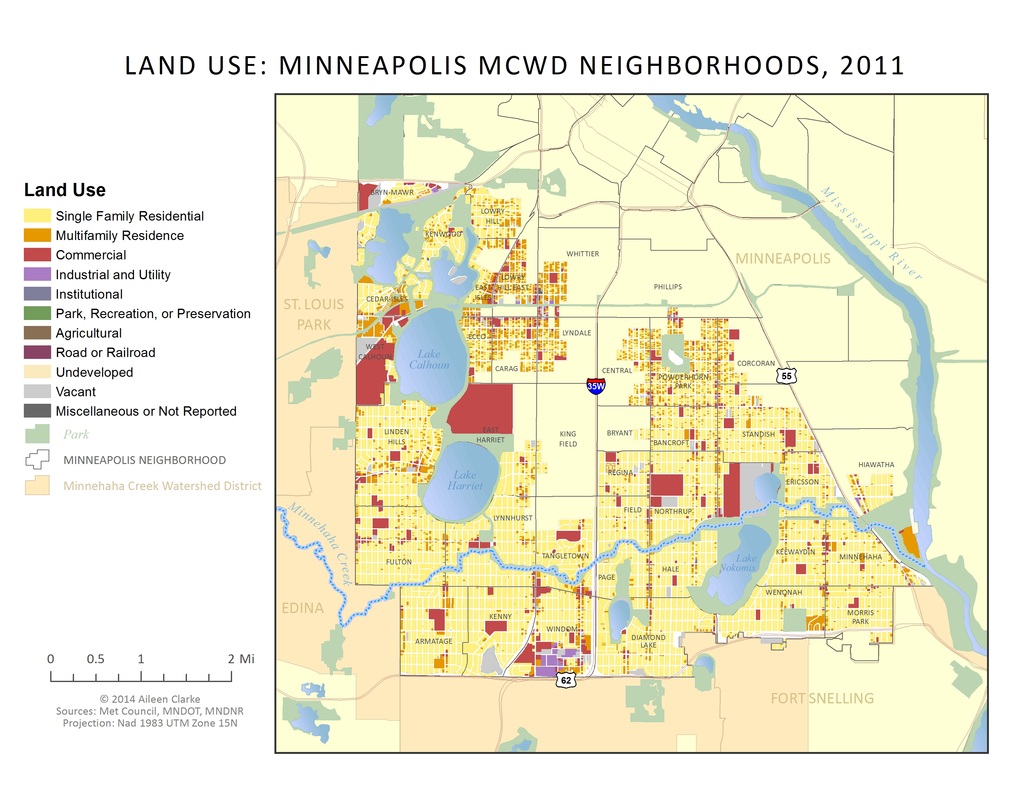 LAND USE: MINNEAPOLIS MCWD NEIGHBORHOODS, 2011
Land Use
Single Family Residential
Multifamily Residence
Commercial
Industrial and Utility
Institutional
Park, Recreation, or Preservation
Agricultural
Road or Railroad
Undeveloped
Vacant
Miscellaneous or Not Reported
Park
MINNEAPOLIS NEIGHBORHOOD
Minnehaha Creek Watershed District
0 0.5 1 2 Mi
© 2014 Aileen Clarke
Sources: Met Council, MNDOT, MNDNR
Projection: Nad 1983 UTM Zone 15N
BRYN-MAWR
LOWRY
HILL
KENWOOD
Mississippi River
WHITTIER
MINNEAPOLIS
LOWRY
HILL EAST
EAST
ISLES
PHILLIPS
CEDAR-ISLES
ST. LOUIS
PARK
ECCO
LYNDALE
WEST
CALHOUN
Lake
Calhoun
CARAG
CENTRAL
CORCORAN
POWDERHORN
PARK
55
35W
EAST
HARRIET
LINDEN
HILLS
KING
FIELD
BRYANT
BANCROFT
STANDISH
HIAWATHA
REGINA
Lake
Harriet
ERICSSON
FIELD
NORTHRUP
LYNNHURST
Minnehaha Creek
TANGLETOWN
FULTON
PAGE
HALE
Lake
Nokomis
KEEWAYDIN
MINNEHAHA
WENONAH
EDINA
KENNY
MORRIS
PARK
ARMATAGE
WINDOM
DIAMOND
LAKE
62
FORT SNELLING